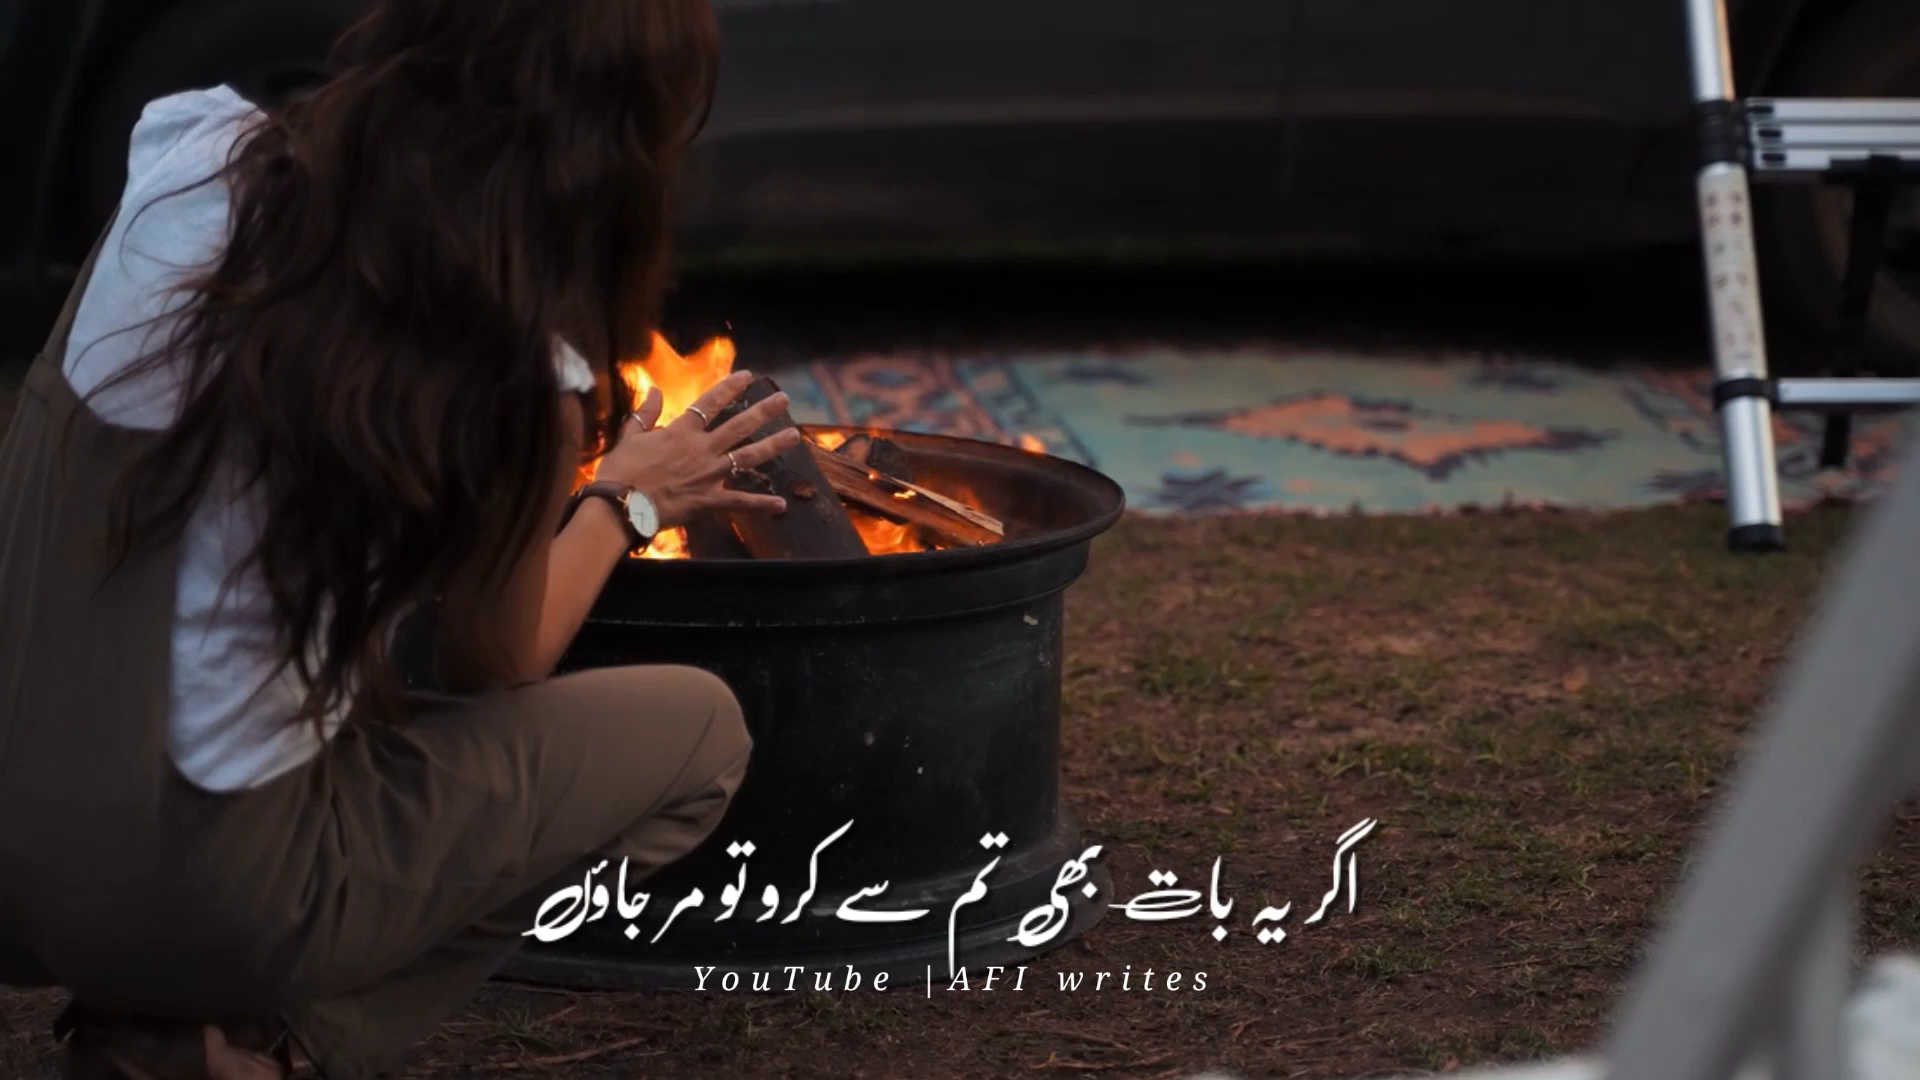 اگر یہ بات بھی تم سے کرو تو مر جاؤں
YouTube |AFI writes